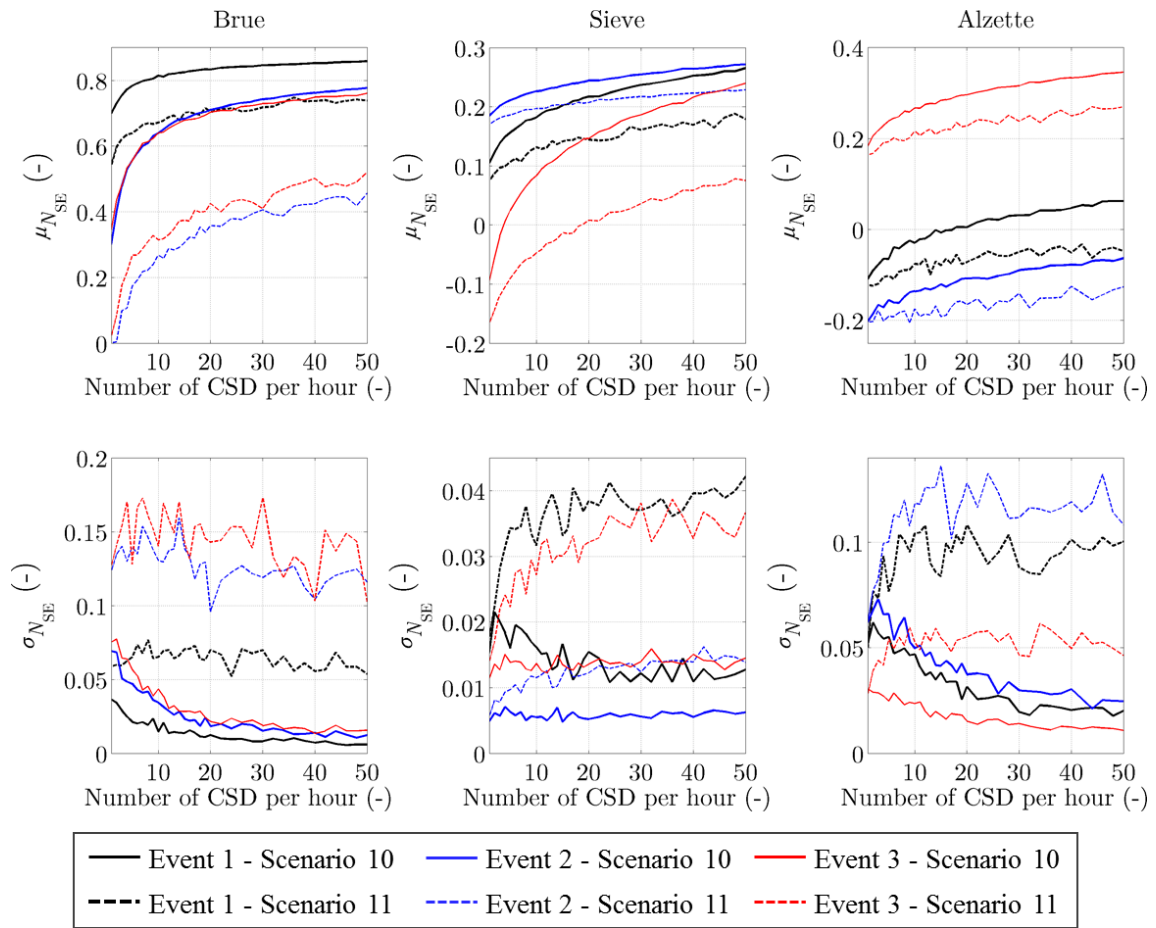 Brue
Sieve
Alzette
μ_N_SE (-)
0.8
0.6
0.4
0.2
0
10 20 30 40 50
Number of CSD per hour (-)
μ_N_SE (-)
0.3
0.2
0.1
0
-0.1
-0.2
10 20 30 40 50
Number of CSD per hour (-)
μ_N_SE (-)
0.4
0.2
0
-0.2
10 20 30 40 50
Number of CSD per hour (-)
σ_N_SE (-)
0.2
0.15
0.1
0.05
0
10 20 30 40 50
Number of CSD per hour (-)
σ_N_SE (-)
0.04
0.03
0.02
0.01
0
10 20 30 40 50
Number of CSD per hour (-)
σ_N_SE (-)
0.1
0.05
0
10 20 30 40 50
Number of CSD per hour (-)
Event 1 - Scenario 10
Event 2 - Scenario 10
Event 3 - Scenario 10
Event 1 - Scenario 11
Event 2 - Scenario 11
Event 3 - Scenario 11